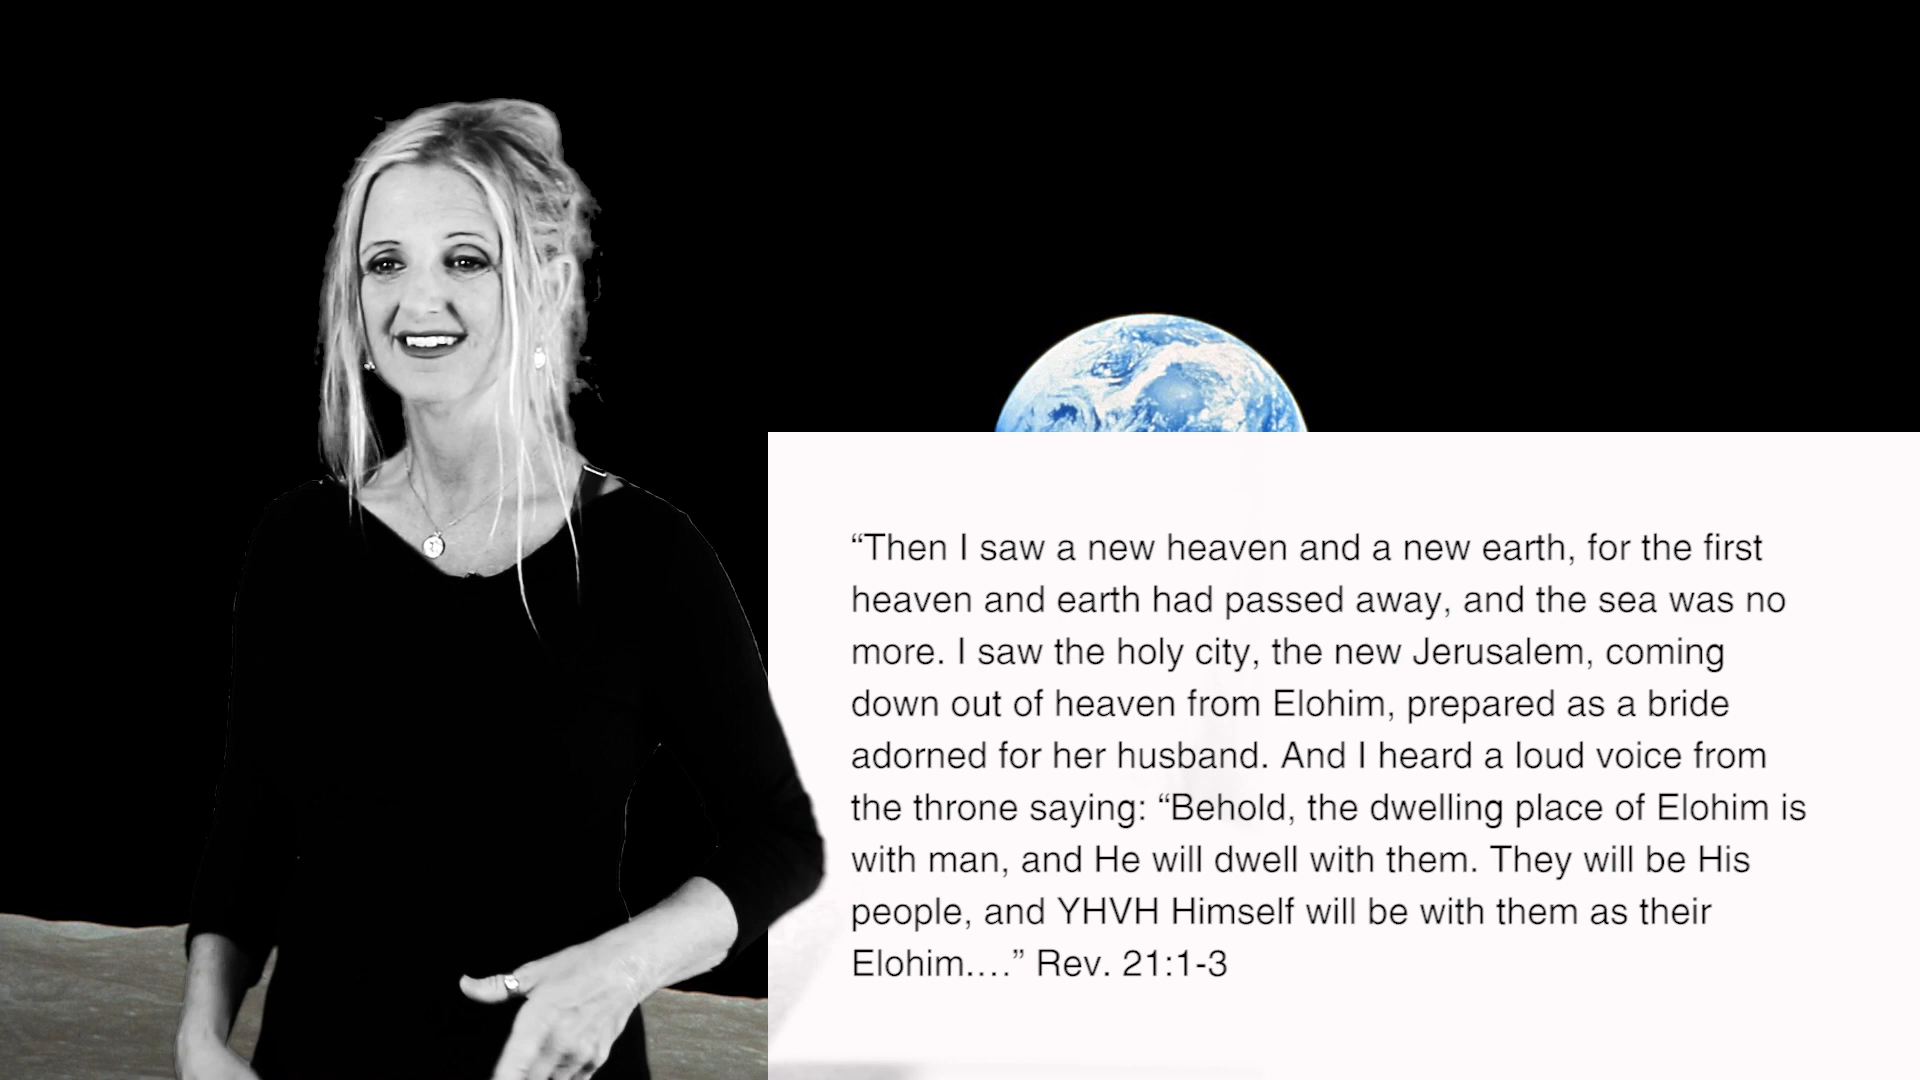 “Then I saw a new heaven and a new earth, for the first
heaven and earth had passed away, and the sea was no
more. I saw the holy city, the new Jerusalem, coming
down out of heaven from Elohim, prepared as a bride
adorned for her husband. And I heard a loud voice from
the throne saying: “Behold, the dwelling place of Elohim is
with man, and He will dwell with them. They will be His
people, and YHVH Himself will be with them as their
Elohim.…” Rev. 21:1-3